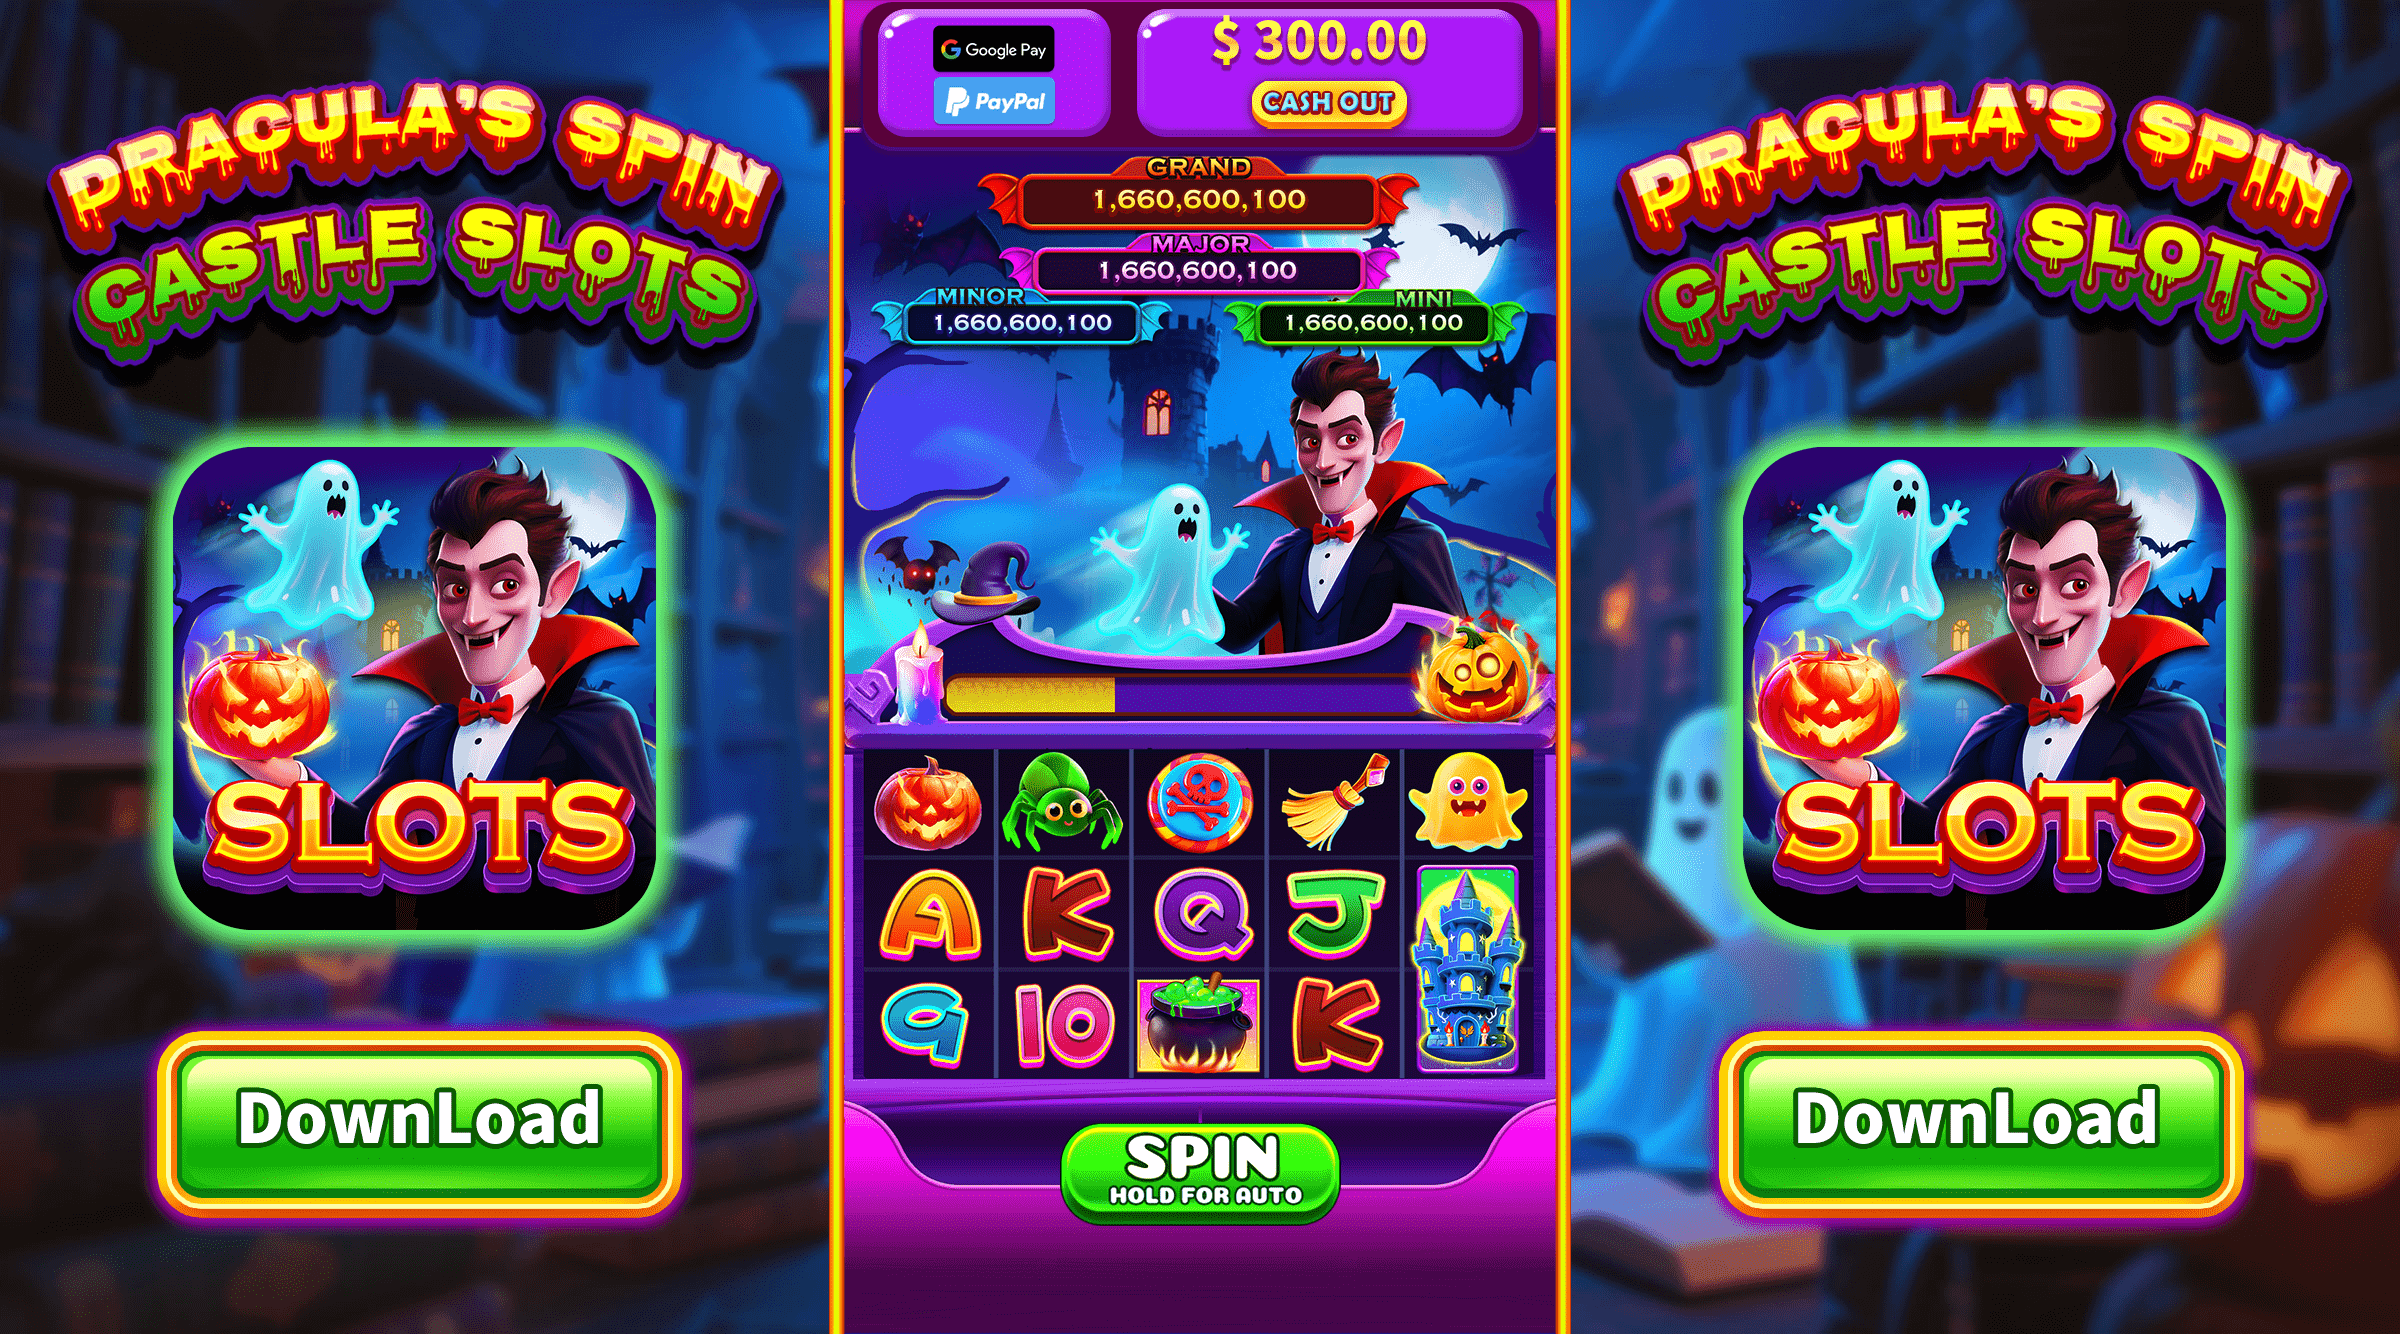 DRACULA'S SPIN
CASTLE SLOTS
SLOTS
DownLoad
Google Pay
PayPal
$ 300.00
CASH OUT
GRAND
1,660,600,100
MAJOR
1,660,600,100
MINOR
1,660,600,100
MINI
1,660,600,100
A K Q J
9 10 K
SPIN
HOLD FOR AUTO
DRACULA'S SPIN
CASTLE SLOTS
SLOTS
DownLoad